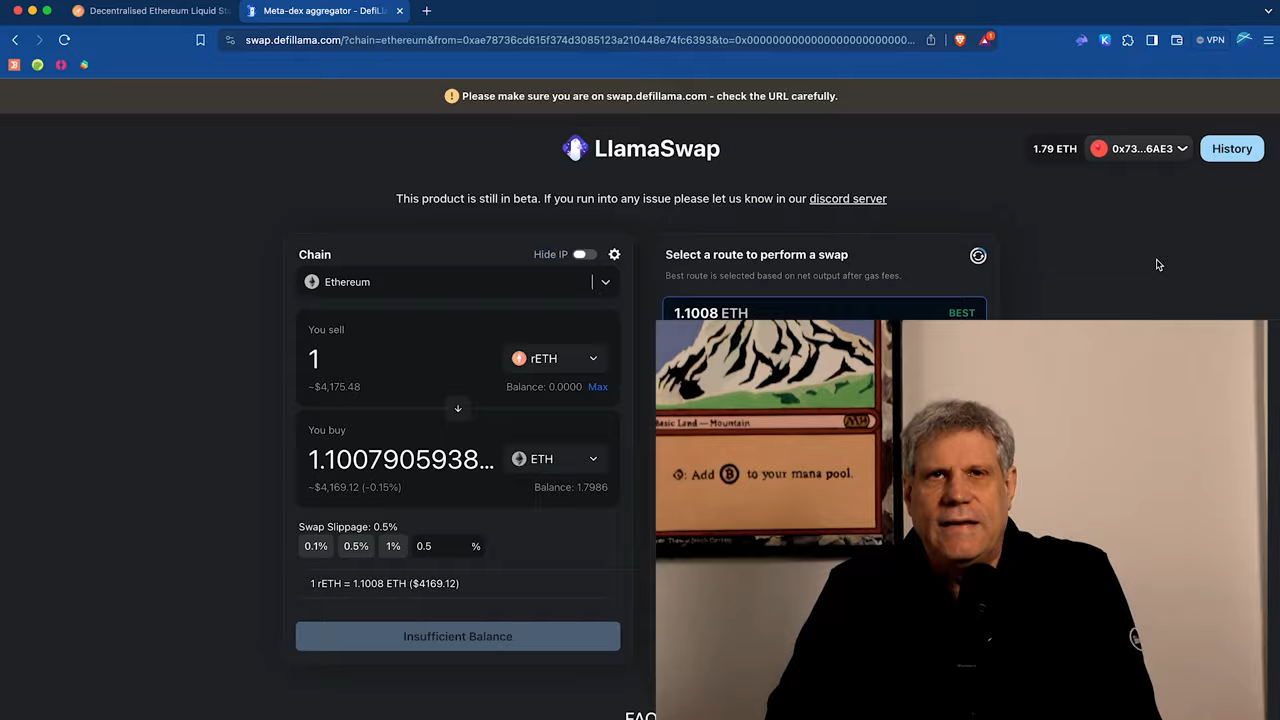 Decentralised Ethereum Liquid Sta
Meta-dex aggregator - DefiLl
swap.defillama.com/?chain=ethereum&from=0xae78736cd615f374d3085123a210448e74fc6393&to=0x0000000000000000000000000...
1
VPN
Please make sure you are on swap.defillama.com - check the URL carefully.
LlamaSwap
1.79 ETH
0x73...6AE3
History
This product is still in beta. If you run into any issue please let us know in our discord server
Chain
Hide IP
Ethereum
You sell
1
rETH
~$4,175.48
Balance: 0.0000 Max
You buy
1.1007905938...
ETH
~$4,169.12 (-0.15%)
Balance: 1.7986
Swap Slippage: 0.5%
0.1% 0.5% 1% 0.5 %
1 rETH = 1.1008 ETH ($4169.12)
Insufficient Balance
Select a route to perform a swap
Best route is selected based on net output after gas fees.
1.1008 ETH
BEST
Basic Land — Mountain
: Add B to your mana pool.
FAQ